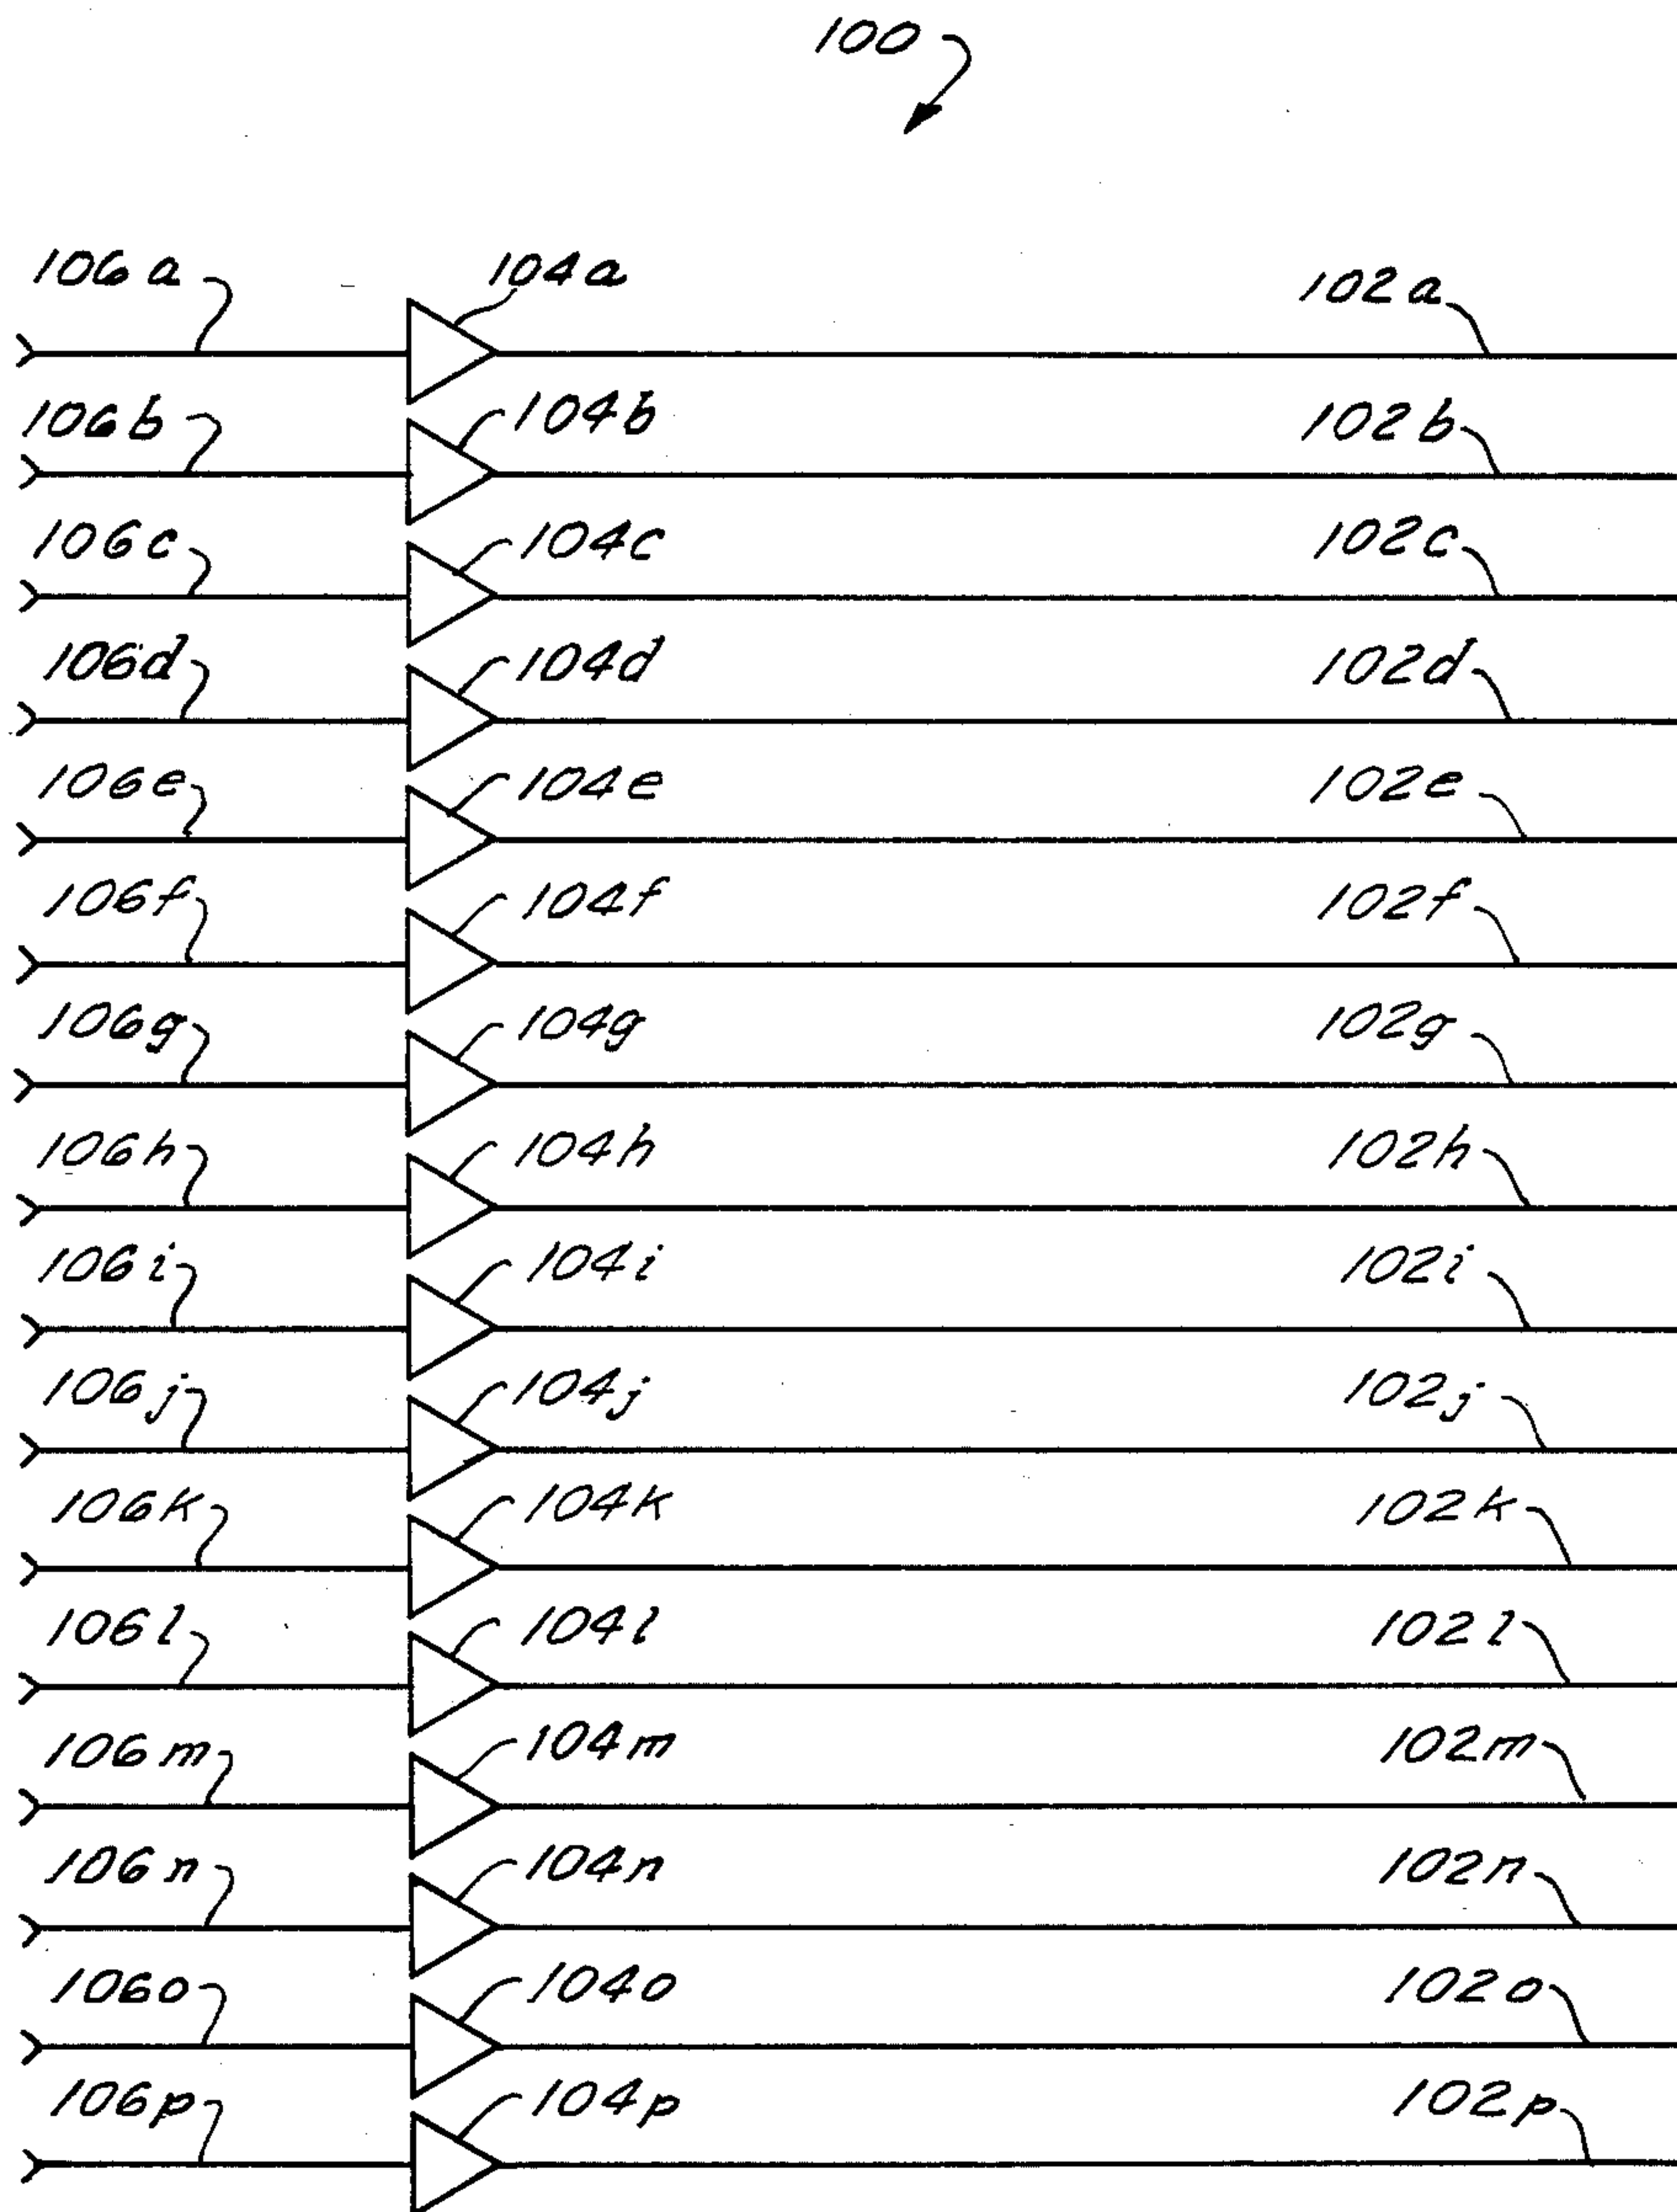 100
106a 104a 102a
106b 104b 102b
106c 104c 102c
106d 104d 102d
106e 104e 102e
106f 104f 102f
106g 104g 102g
106h 104h 102h
106i 104i 102i
106j 104j 102j
106k 104k 102k
106l 104l 102l
106m 104m 102m
106n 104n 102n
106o 104o 102o
106p 104p 102p